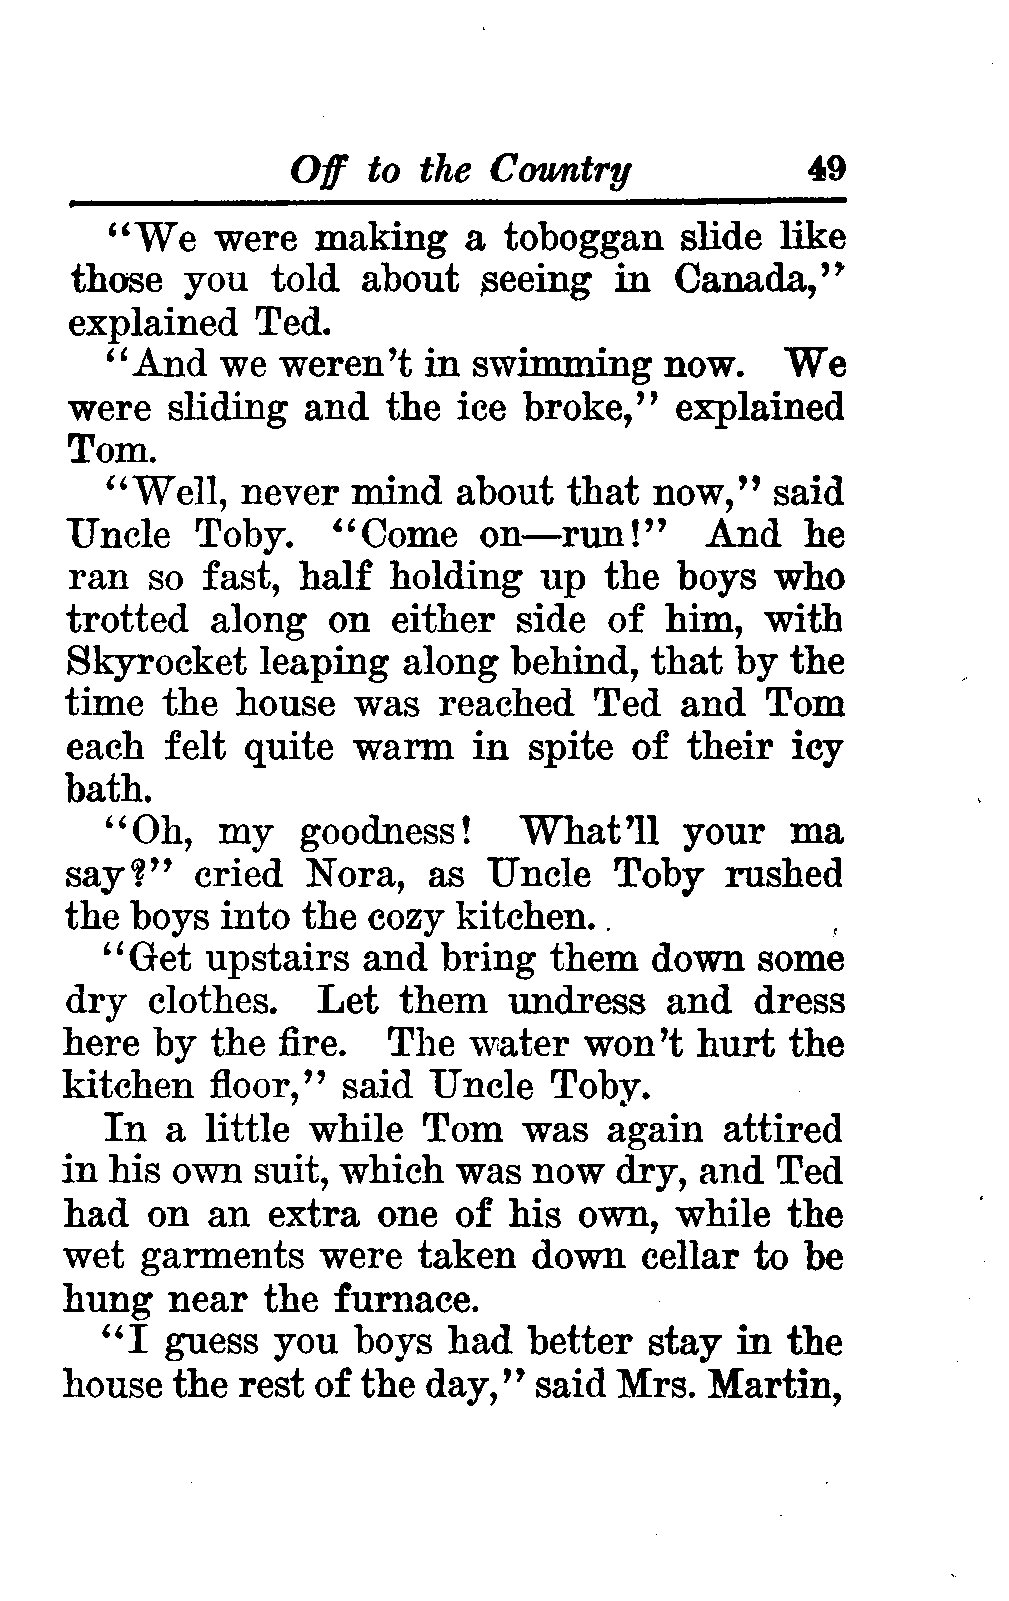 Off to the Country 49
"We were making a toboggan slide like
those you told about seeing in Canada,"
explained Ted.
"And we weren't in swimming now. We
were sliding and the ice broke," explained
Tom.
"Well, never mind about that now," said
Uncle Toby. "Come on—run!" And he
ran so fast, half holding up the boys who
trotted along on either side of him, with
Skyrocket leaping along behind, that by the
time the house was reached Ted and Tom
each felt quite warm in spite of their icy
bath.
"Oh, my goodness! What'll your ma
say?" cried Nora, as Uncle Toby rushed
the boys into the cozy kitchen.
"Get upstairs and bring them down some
dry clothes. Let them undress and dress
here by the fire. The water won't hurt the
kitchen floor," said Uncle Toby.
In a little while Tom was again attired
in his own suit, which was now dry, and Ted
had on an extra one of his own, while the
wet garments were taken down cellar to be
hung near the furnace.
"I guess you boys had better stay in the
house the rest of the day," said Mrs. Martin,